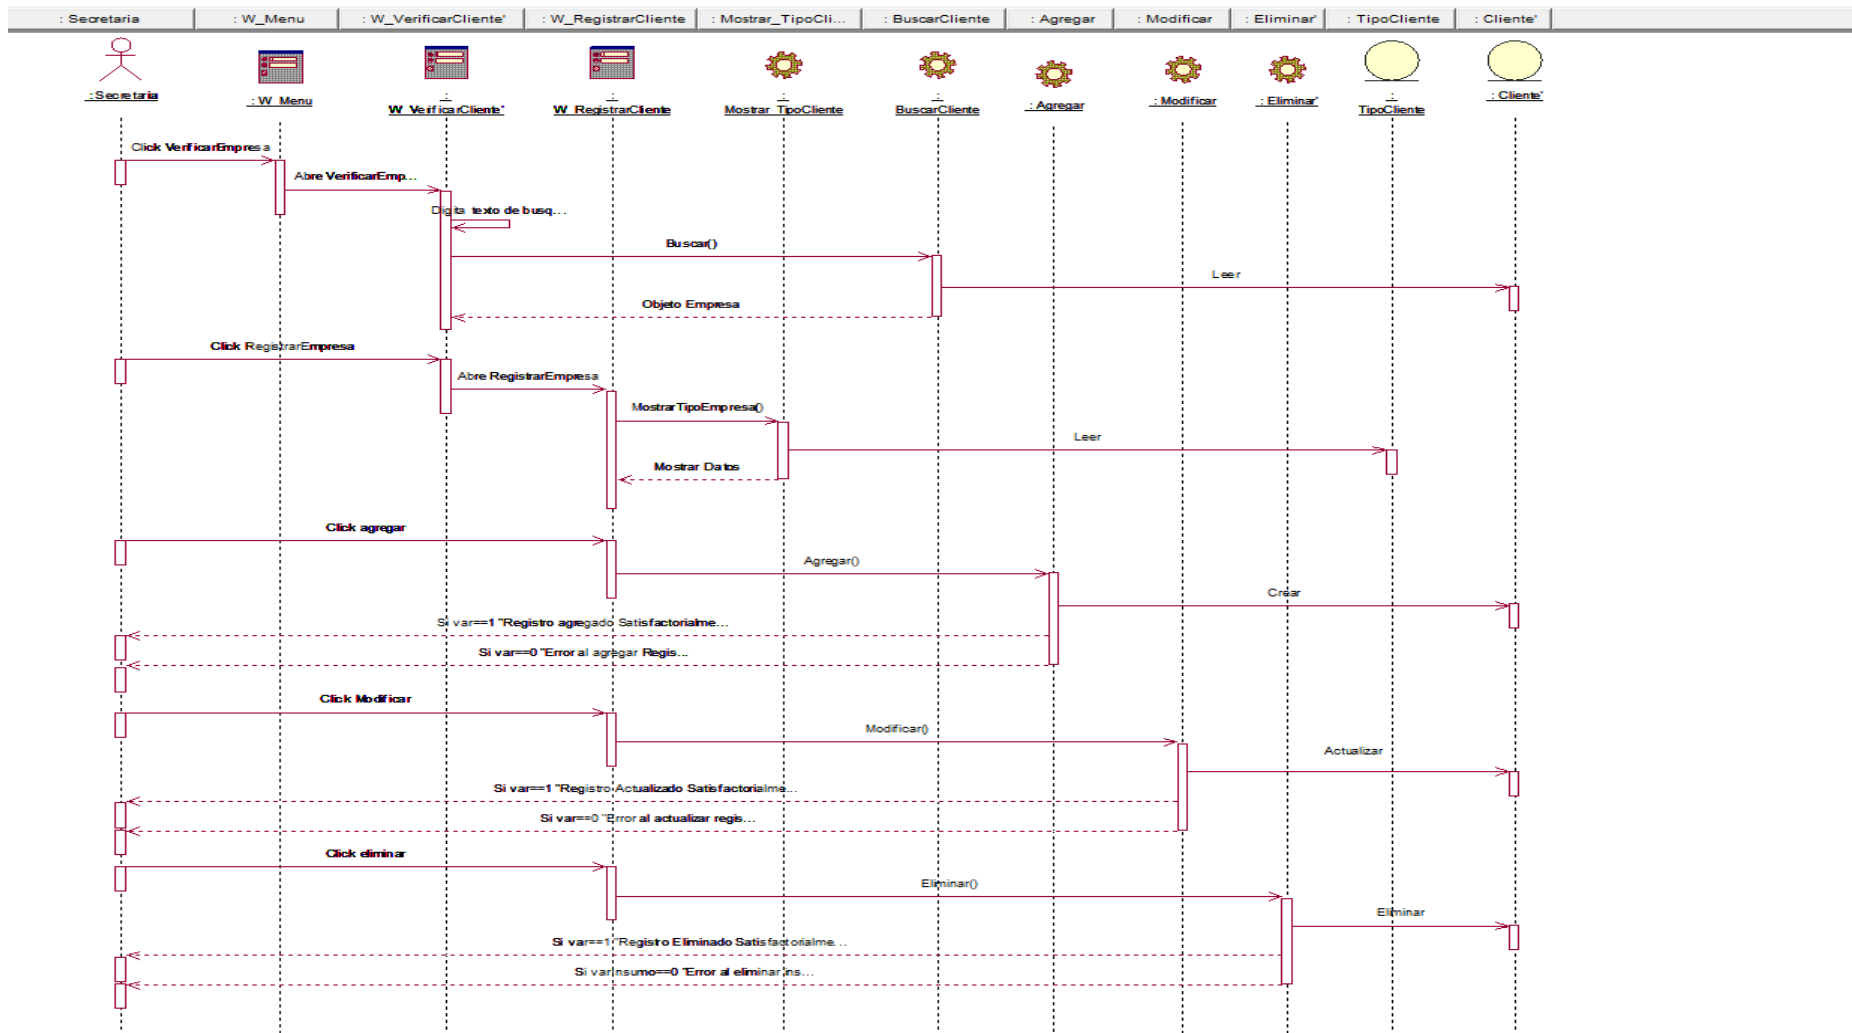 : Secretaria
: W_Menu
: W_VerificarCliente'
: W_RegistrarCliente
: Mostrar_TipoCli...
: BuscarCliente
: Agregar
: Modificar
: Eliminar'
: TipoCliente
: Cliente'
:Secretaria
: W_Menu
:
W_VerificarCliente'
:
W_RegistrarCliente
:
Mostrar_TipoCliente
:
BuscarCliente
: Agregar
: Modificar
: Eliminar'
:
TipoCliente
: Cliente'
Click VerificarEmpresa
Abre VerificarEmp...
Digita texto de busq...
Buscar()
Leer
Objeto Empresa
Click RegistrarEmpresa
Abre RegistrarEmpresa
MostrarTipoEmpresa()
Leer
Mostrar Datos
Click agregar
Agregar()
Crear
Si var==1 "Registro agregado Satisfactorialme...
Si var==0 "Error al agregar Regis...
Click Modificar
Modificar()
Actualizar
Si var==1 "Registro Actualizado Satisfactorialme...
Si var==0 "Error al actualizar regis...
Click eliminar
Eliminar()
Eliminar
Si var==1 "Registro Eliminado Satisfactorialme...
Si varInsumo==0 "Error al eliminar ins...